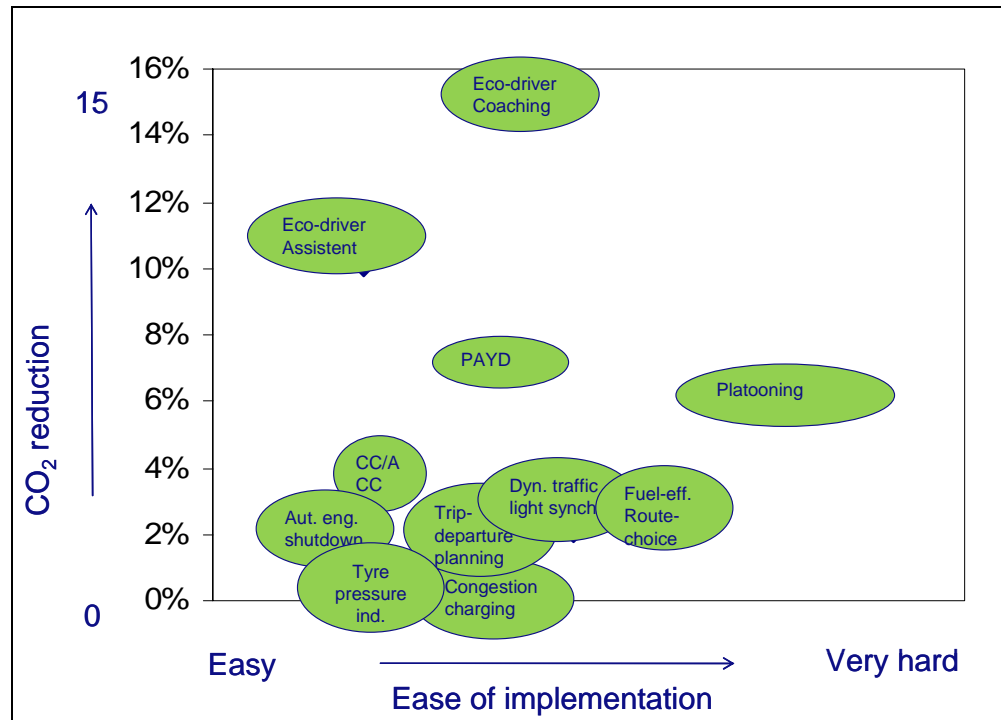 16%
15
14%
12%
10%
8%
6%
4%
2%
0%
0
CO2 reduction
Eco-driver
Coaching
Eco-driver
Assistent
PAYD
Platooning
CC/A
CC
Aut. eng.
shutdown
Trip-
departure
planning
Dyn. traffic
light synch
Fuel-eff.
Route-
choice
Tyre
pressure
ind.
Congestion
charging
Easy
Very hard
Ease of implementation